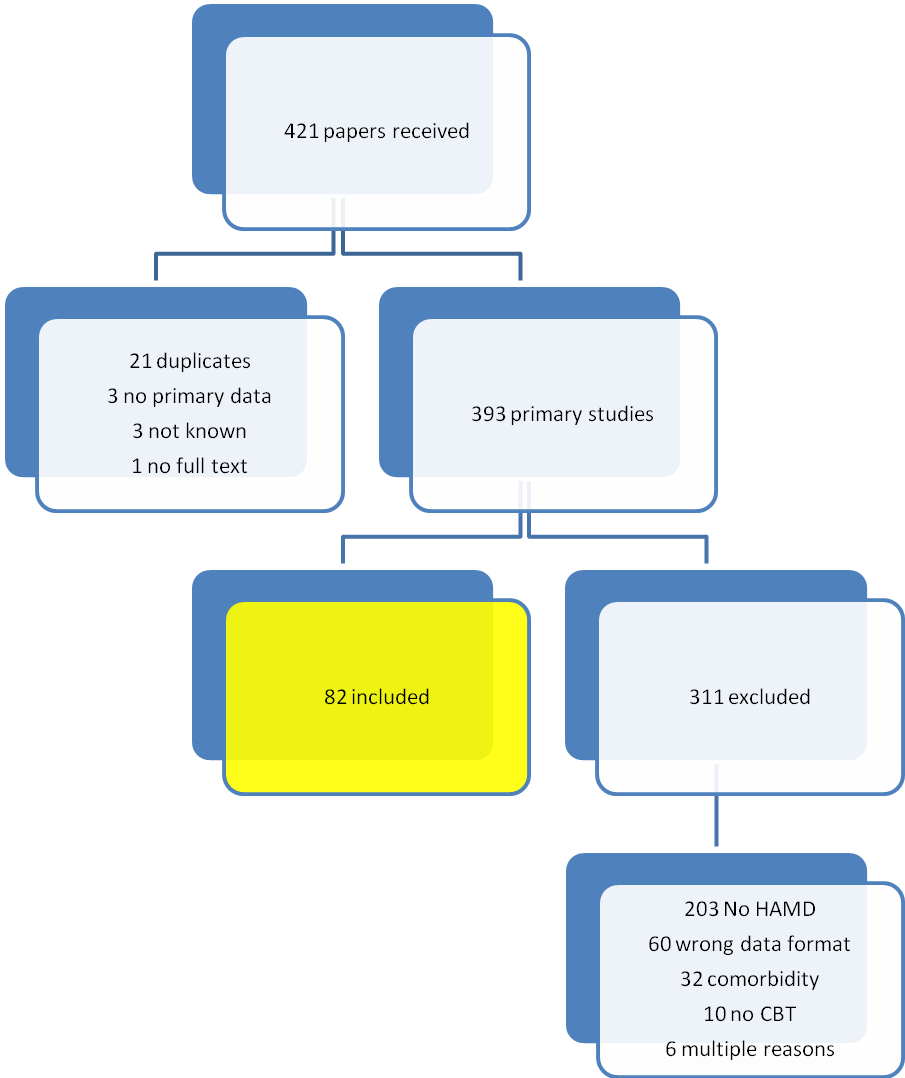 421 papers received
21 duplicates
3 no primary data
3 not known
1 no full text
393 primary studies
82 included
311 excluded
203 No HAMD
60 wrong data format
32 comorbidity
10 no CBT
6 multiple reasons